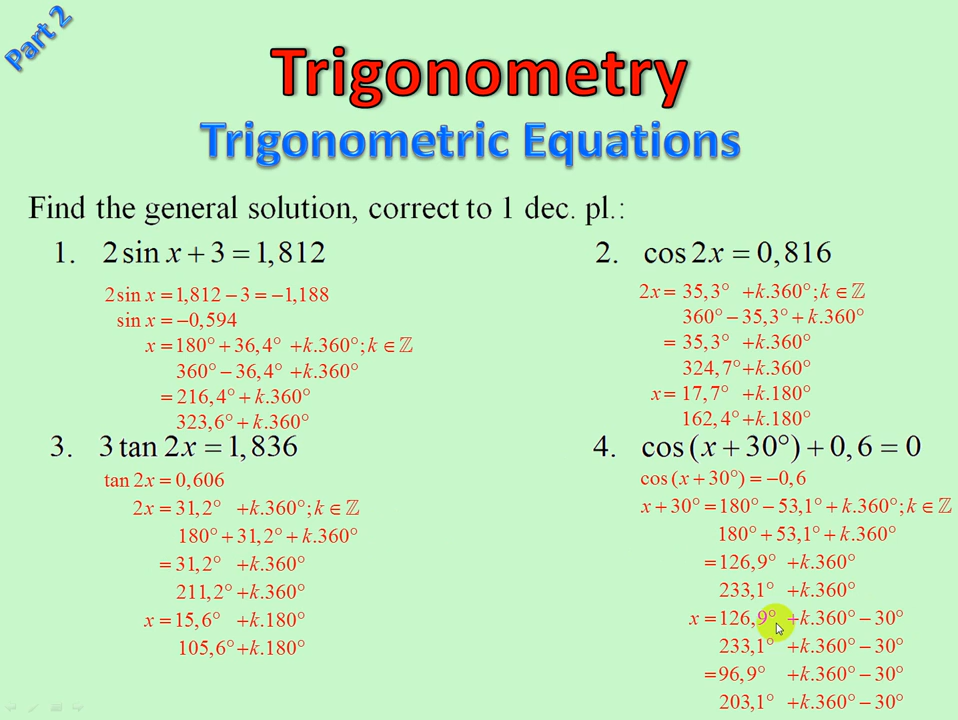 Part 2
Trigonometry
Trigonometric Equations
Find the general solution, correct to 1 dec. pl.:
1. 2 sin x + 3 = 1,812
2 sin x = 1,812 − 3 = −1,188
sin x = −0,594
x = 180° + 36,4° + k.360°; k ∈ ℤ
360° − 36,4° + k.360°
= 216,4° + k.360°
323,6° + k.360°
2. cos 2x = 0,816
2x = 35,3° + k.360°; k ∈ ℤ
360° − 35,3° + k.360°
= 35,3° + k.360°
324,7° + k.360°
x = 17,7° + k.180°
162,4° + k.180°
3. 3 tan 2x = 1,836
tan 2x = 0,606
2x = 31,2° + k.360°; k ∈ ℤ
180° + 31,2° + k.360°
= 31,2° + k.360°
211,2° + k.360°
x = 15,6° + k.180°
105,6° + k.180°
4. cos (x + 30°) + 0,6 = 0
cos (x + 30°) = −0,6
x + 30° = 180° − 53,1° + k.360°; k ∈ ℤ
180° + 53,1° + k.360°
= 126,9° + k.360°
233,1° + k.360°
x = 126,9° + k.360° − 30°
233,1° + k.360° − 30°
= 96,9° + k.360° − 30°
203,1° + k.360° − 30°